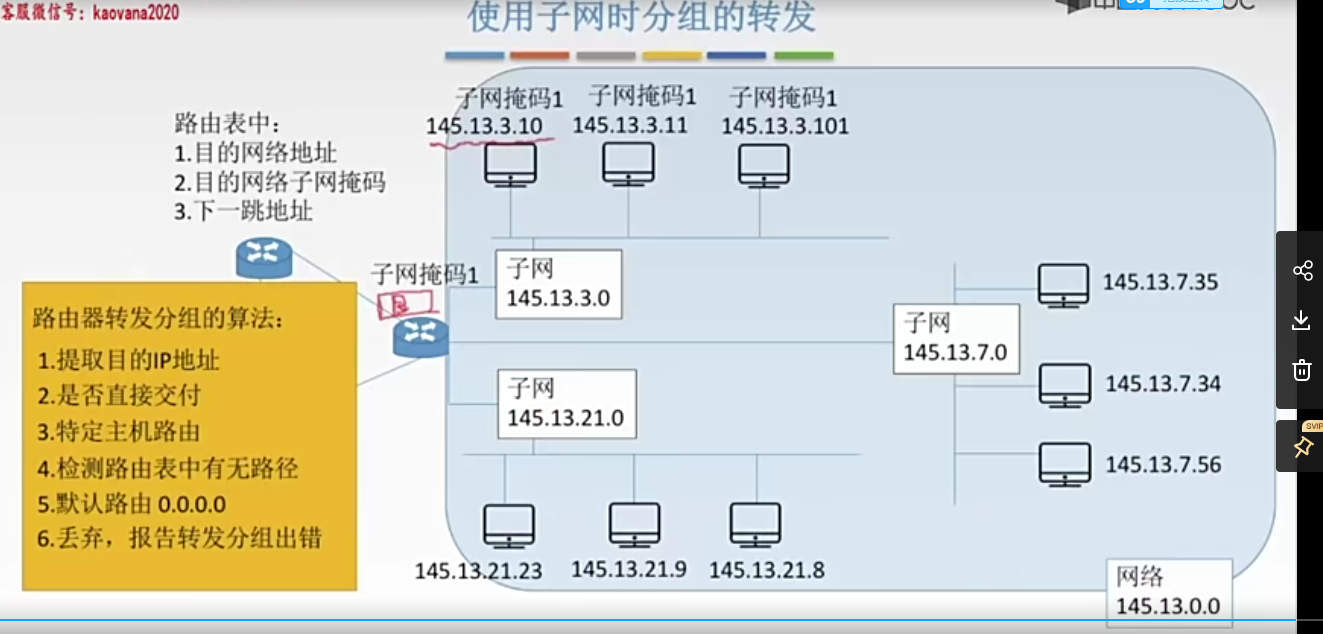 客服微信号：kaovana2020
使用子网时分组的转发
路由表中：
1.目的网络地址
2.目的网络子网掩码
3.下一跳地址
子网掩码1
145.13.3.10
子网掩码1
145.13.3.11
子网掩码1
145.13.3.101
子网掩码1
子网
145.13.3.0
路由器转发分组的算法：
1.提取目的IP地址
2.是否直接交付
3.特定主机路由
4.检测路由表中有无路径
5.默认路由 0.0.0.0
6.丢弃，报告转发分组出错
子网
145.13.7.0
145.13.7.35
145.13.7.34
145.13.7.56
子网
145.13.21.0
145.13.21.23
145.13.21.9
145.13.21.8
网络
145.13.0.0
SVIP